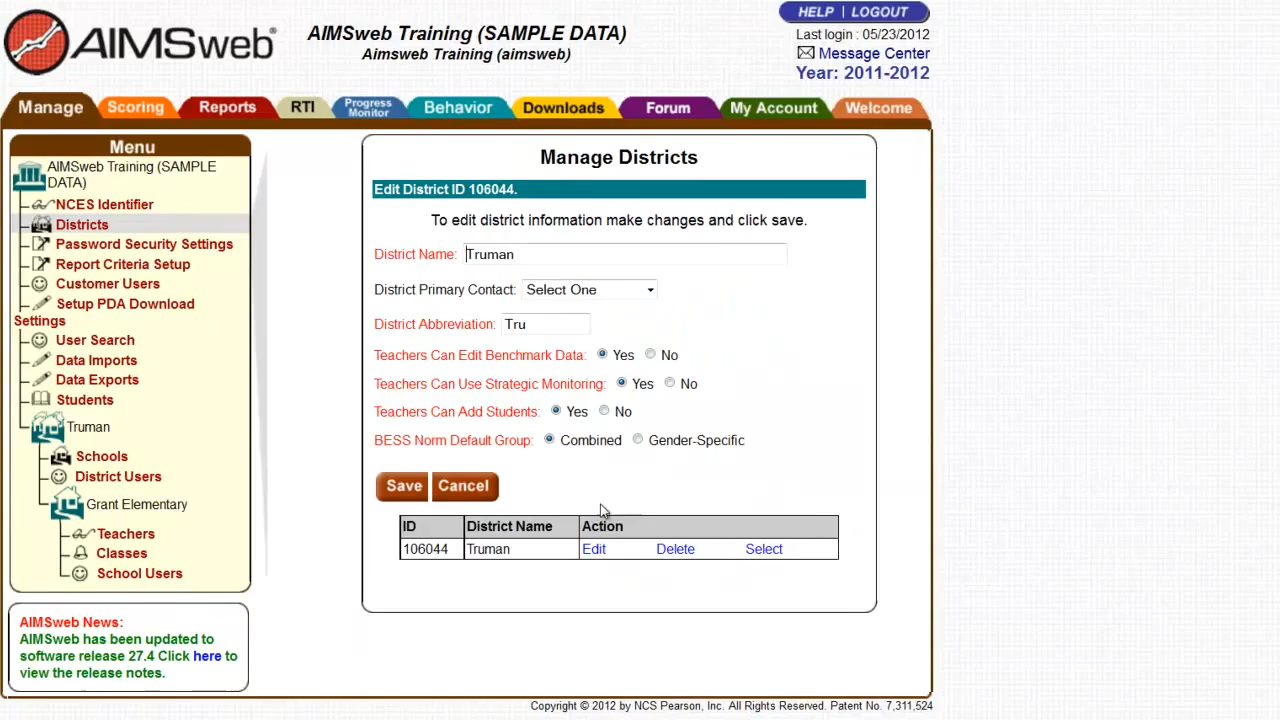 AIMSweb®
AIMSweb Training (SAMPLE DATA)
Aimsweb Training (aimsweb)
HELP | LOGOUT
Last login : 05/23/2012
Message Center
Year: 2011-2012
Manage Scoring Reports RTI Progress Monitor Behavior Downloads Forum My Account Welcome
Menu
AIMSweb Training (SAMPLE
DATA)
NCES Identifier
Districts
Password Security Settings
Report Criteria Setup
Customer Users
Setup PDA Download
Settings
User Search
Data Imports
Data Exports
Students
Truman
Schools
District Users
Grant Elementary
Teachers
Classes
School Users
AIMSweb News:
AIMSweb has been updated to
software release 27.4 Click here to
view the release notes.
Manage Districts
Edit District ID 106044.
To edit district information make changes and click save.
District Name: Truman
District Primary Contact: Select One
District Abbreviation: Tru
Teachers Can Edit Benchmark Data: Yes No
Teachers Can Use Strategic Monitoring: Yes No
Teachers Can Add Students: Yes No
BESS Norm Default Group: Combined Gender-Specific
Save Cancel
ID District Name Action
106044 Truman Edit Delete Select
Copyright © 2012 by NCS Pearson, Inc. All Rights Reserved. Patent No. 7,311,524